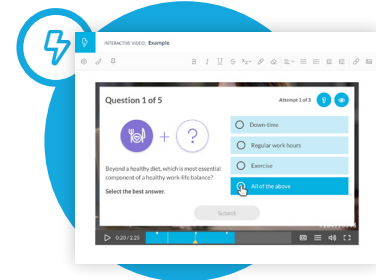 INTERACTIVE VIDEO: Example
Question 1 of 5
Attempt 1 of 3
Down-time
Regular work hours
Exercise
All of the above
Beyond a healthy diet, which is most essential
component of a healthy work-life balance?
Select the best answer.
Submit
0:20 / 2:25